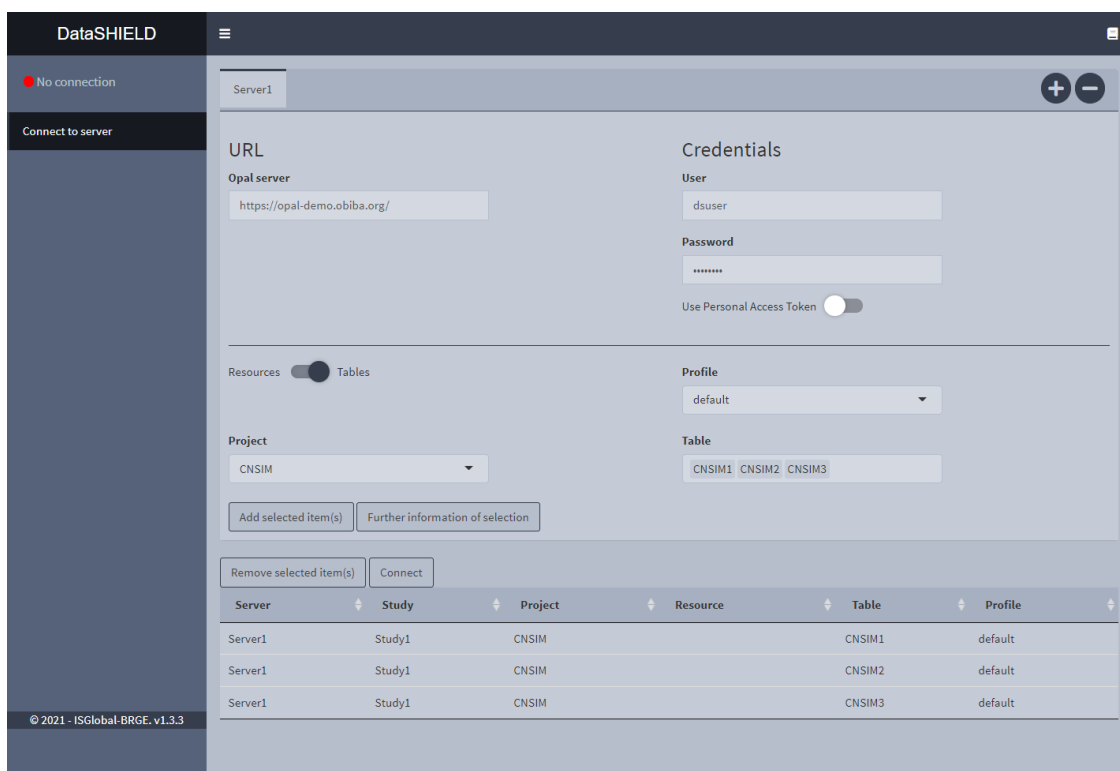 DataSHIELD
No connection
Connect to server
Server1
URL
Credentials
Opal server
User
https://opal-demo.obiba.org/
dsuser
Password
••••••••
Use Personal Access Token
Resources
Tables
Profile
default
Project
Table
CNSIM
CNSIM1 CNSIM2 CNSIM3
Add selected item(s)
Further information of selection
Remove selected item(s)
Connect
Server Study Project Resource Table Profile
Server1 Study1 CNSIM CNSIM1 default
Server1 Study1 CNSIM CNSIM2 default
Server1 Study1 CNSIM CNSIM3 default
© 2021 - ISGlobal-BRGE. v1.3.3